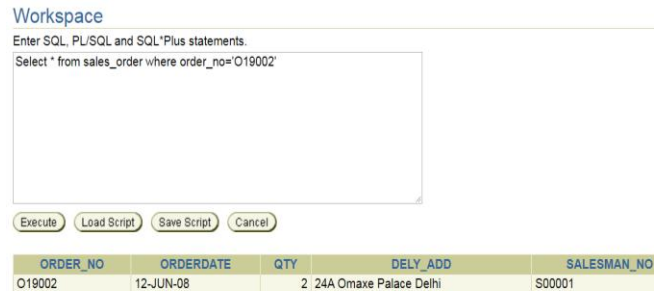 Workspace
Enter SQL, PL/SQL and SQL*Plus statements.
Select * from sales_order where order_no='O19002'
Execute Load Script Save Script Cancel
ORDER_NO ORDERDATE QTY DELY_ADD SALESMAN_NO
O19002 12-JUN-08 2 24A Omaxe Palace Delhi S00001